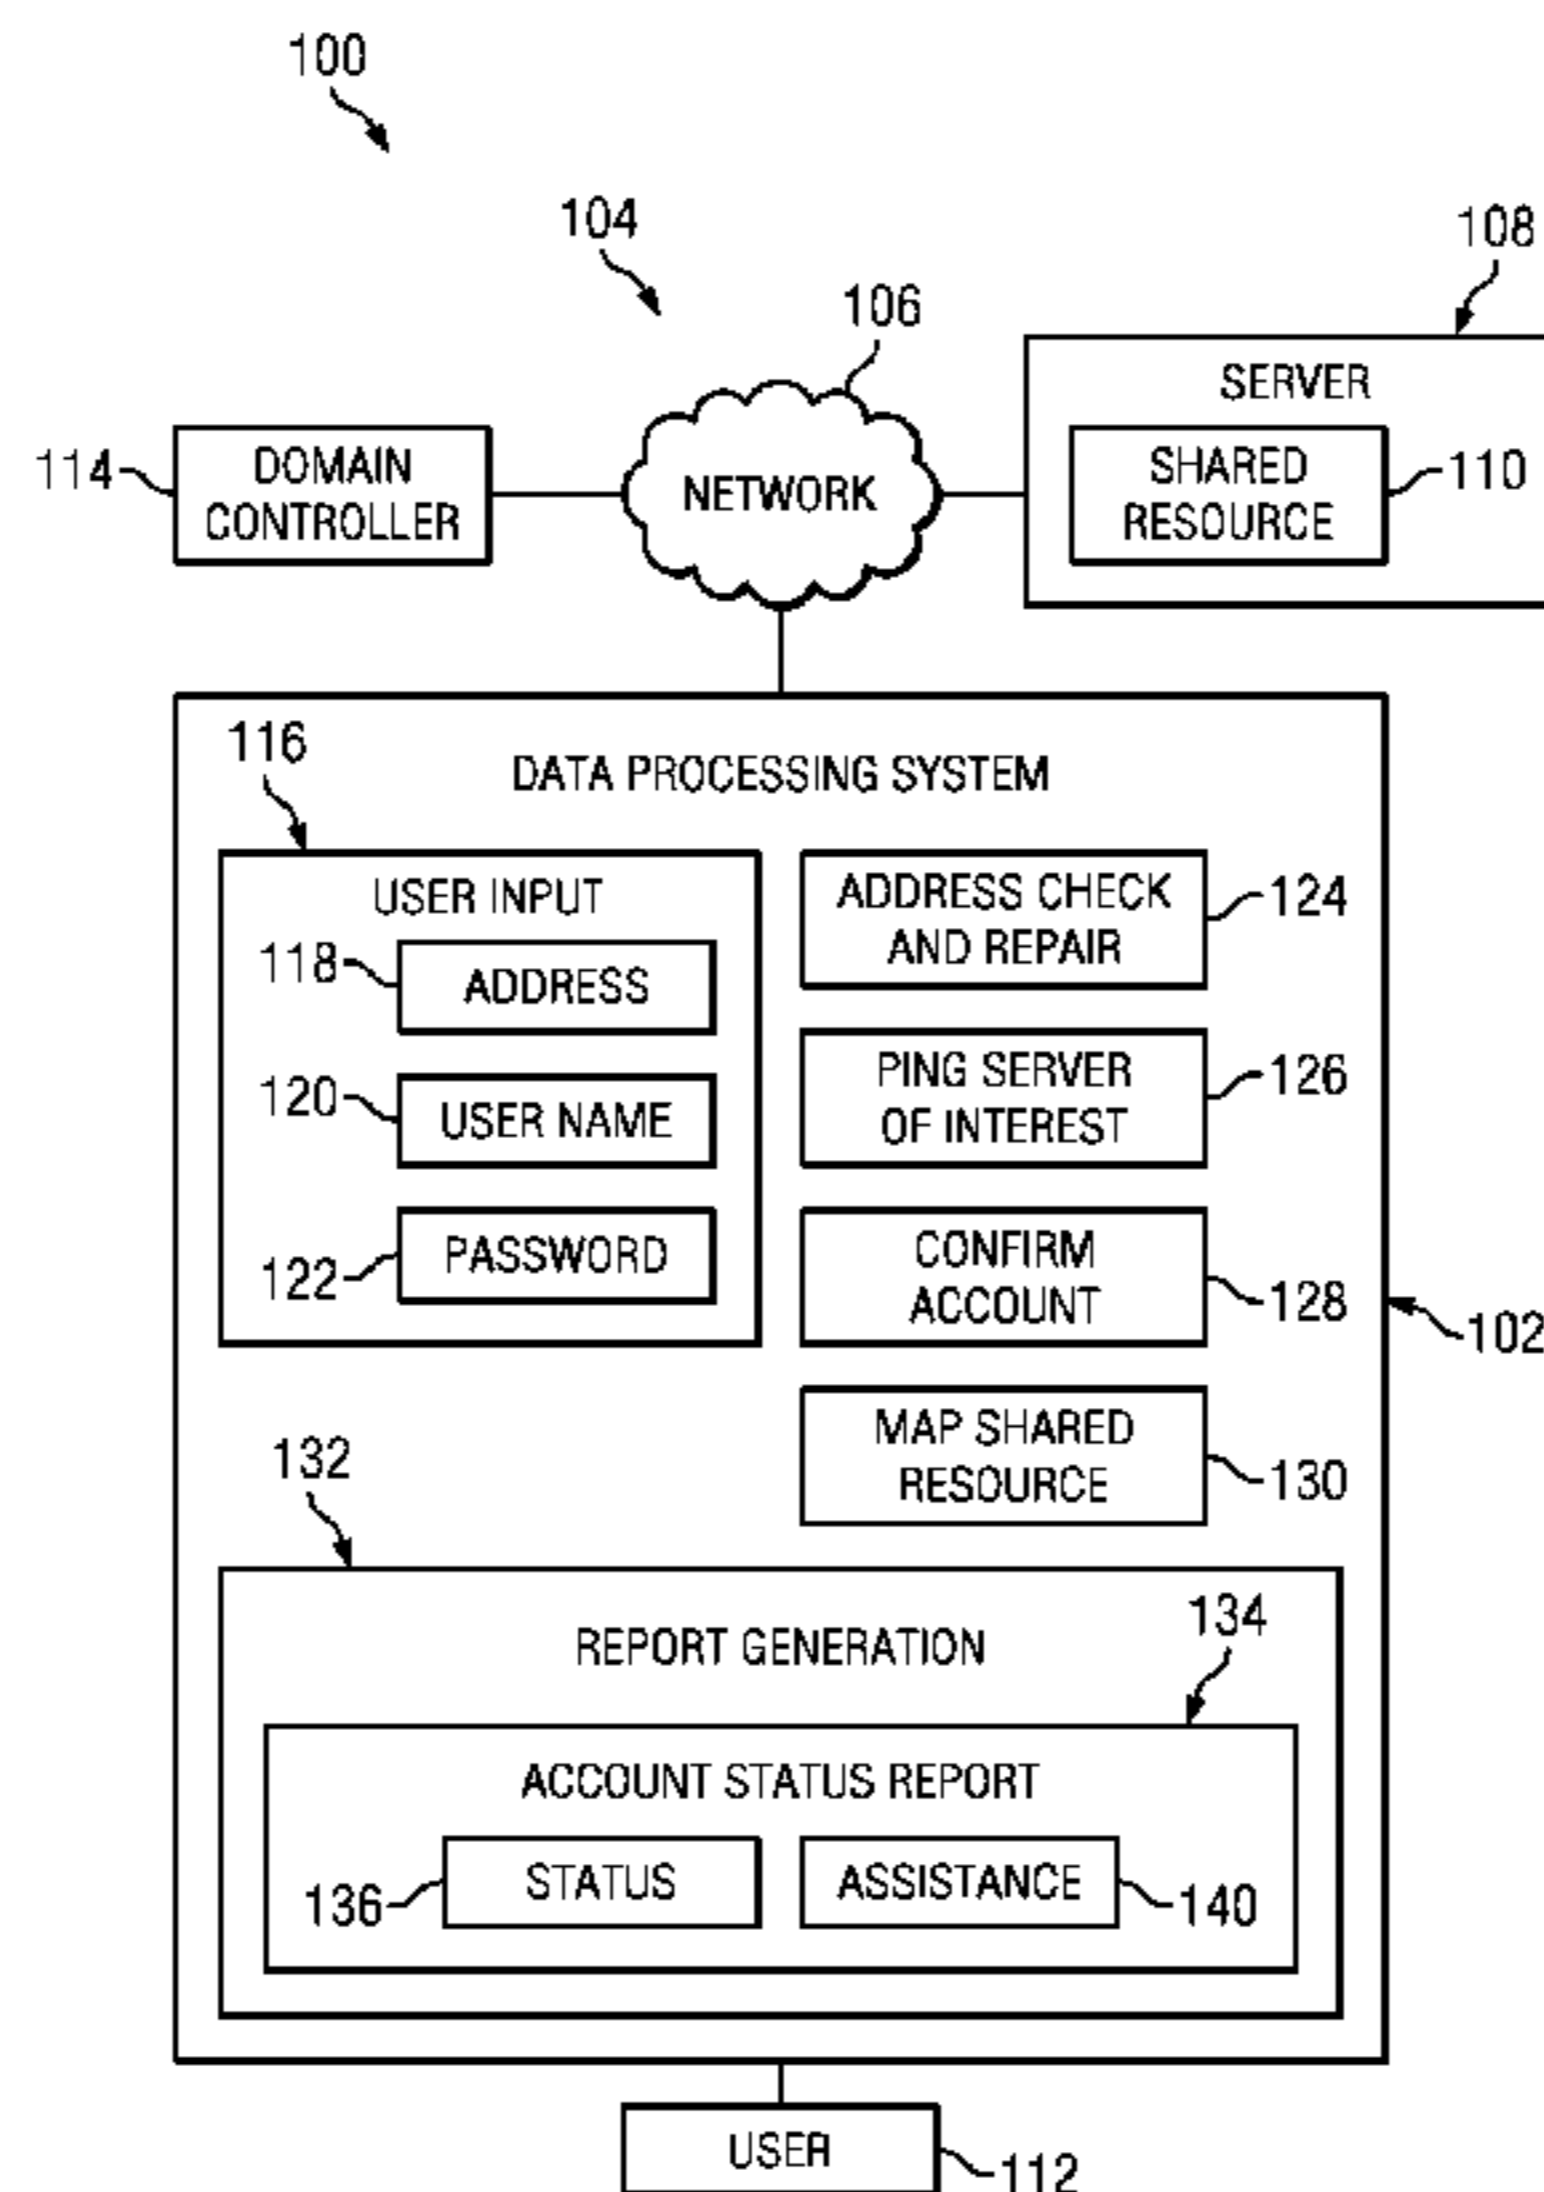 100
104
106
108
SERVER
114
DOMAIN
CONTROLLER
NETWORK
SHARED
RESOURCE
110
116
DATA PROCESSING SYSTEM
USER INPUT
118
ADDRESS
120
USER NAME
122
PASSWORD
ADDRESS CHECK
AND REPAIR
124
PING SERVER
OF INTEREST
126
CONFIRM
ACCOUNT
128
102
MAP SHARED
RESOURCE
130
132
REPORT GENERATION
134
ACCOUNT STATUS REPORT
136
STATUS
ASSISTANCE
140
USER
112